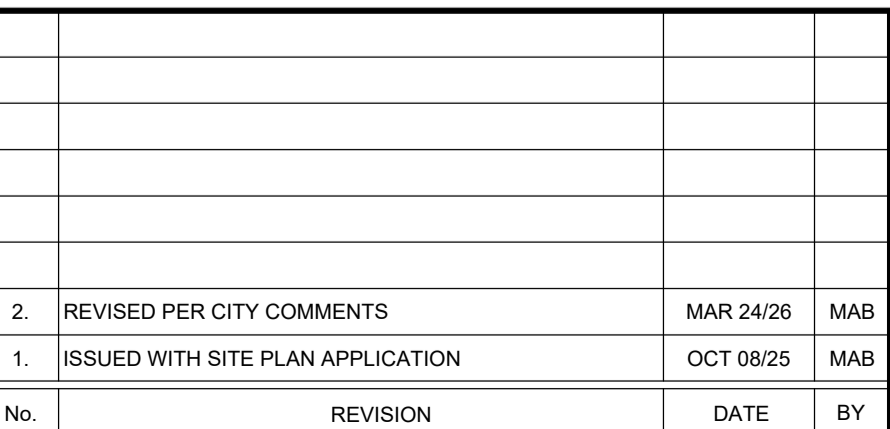 2. REVISED PER CITY COMMENTS MAR 24/26 MAB
1. ISSUED WITH SITE PLAN APPLICATION OCT 08/25 MAB
No. REVISION DATE BY